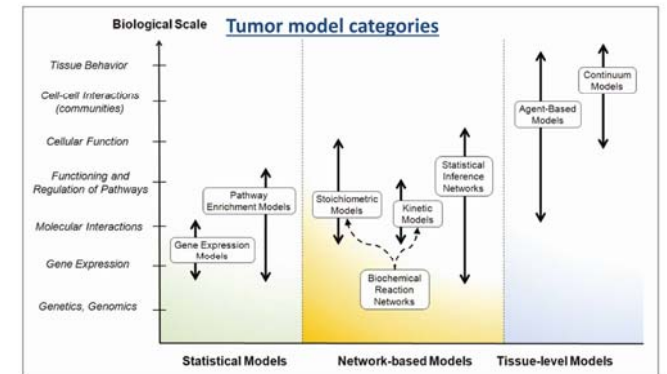 Biological Scale
Tumor model categories
Tissue Behavior
Cell-cell Interactions
(communities)
Cellular Function
Functioning and
Regulation of Pathways
Molecular Interactions
Gene Expression
Genetics, Genomics
Gene Expression
Models
Pathway
Enrichment Models
Stoichiometric
Models
Kinetic
Models
Biochemical
Reaction
Networks
Statistical
Inference
Networks
Agent-Based
Models
Continuum
Models
Statistical Models
Network-based Models
Tissue-level Models